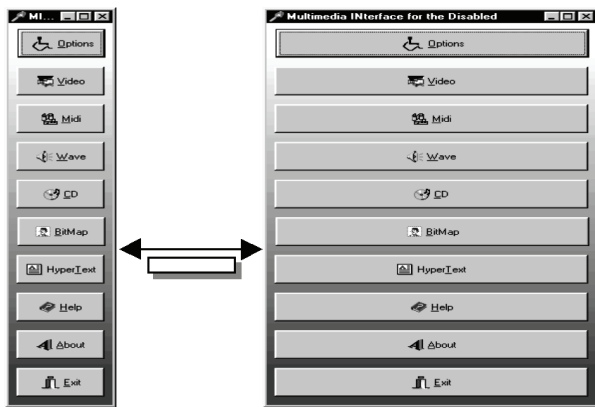 MI...
Options
Video
Midi
Wave
CD
BitMap
HyperText
Help
About
Exit
Multimedia INterface for the Disabled
Options
Video
Midi
Wave
CD
BitMap
HyperText
Help
About
Exit